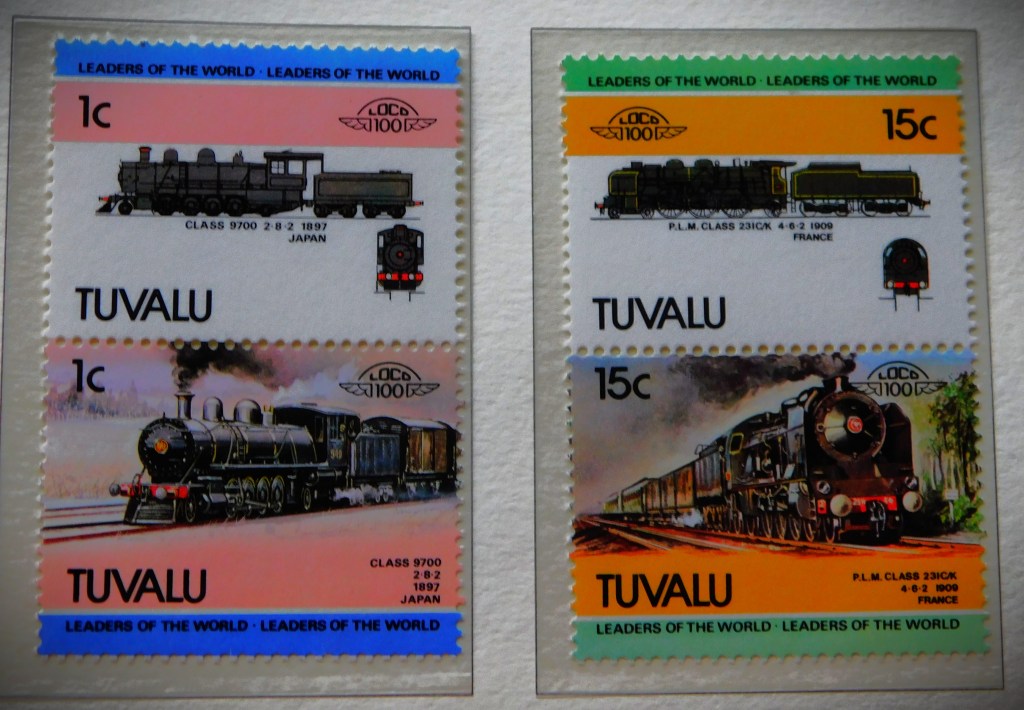 LEADERS OF THE WORLD · LEADERS OF THE WORLD
1c
LOCO
100
CLASS 9700 2-8-2 1897
JAPAN
TUVALU
1c
LOCO
100
TUVALU
CLASS 9700
2-8-2
1897
JAPAN
LEADERS OF THE WORLD · LEADERS OF THE WORLD
LEADERS OF THE WORLD · LEADERS OF THE WORLD
LOCO
100
15c
P.L.M. CLASS 231C/K 4-6-2 1909
FRANCE
TUVALU
15c
LOCO
100
TUVALU
P.L.M. CLASS 231C/K
4-6-2 1909
FRANCE
LEADERS OF THE WORLD · LEADERS OF THE WORLD